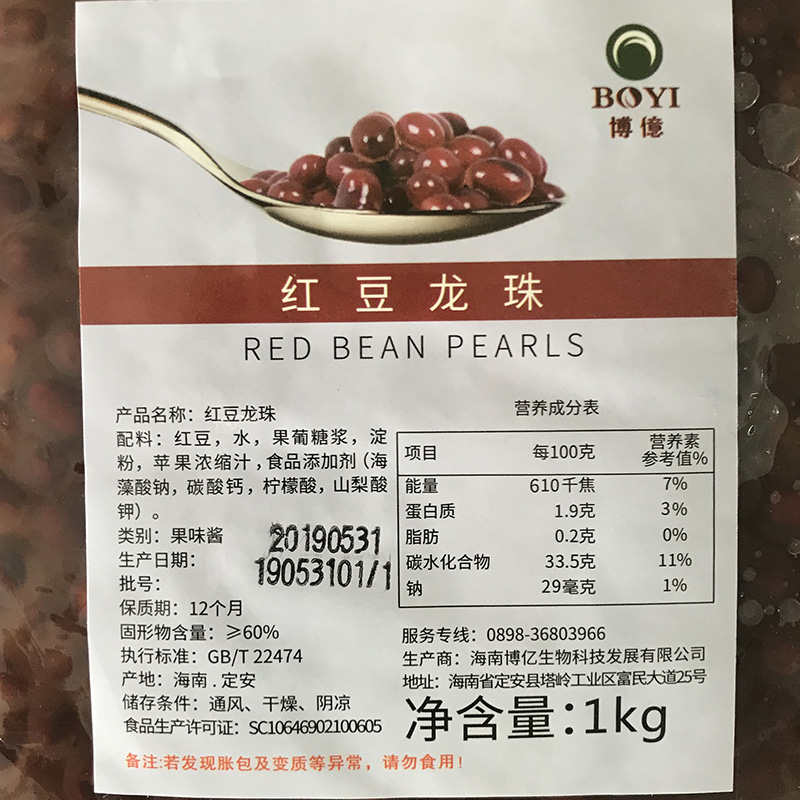 BOYI
博億
红豆龙珠
RED BEAN PEARLS
产品名称：红豆龙珠
配料：红豆，水，果葡糖浆，淀
粉，苹果浓缩汁，食品添加剂（海
藻酸钠，碳酸钙，柠檬酸，山梨酸
钾）。
类别：果味酱
生产日期：20190531
批号：19053101/1
保质期：12个月
固形物含量：≥60%
执行标准：GB/T 22474
产地：海南.定安
储存条件：通风、干燥、阴凉
食品生产许可证：SC10646902100605
备注:若发现胀包及变质等异常，请勿食用！
营养成分表
项目 每100克 营养素参考值%
能量 610千焦 7%
蛋白质 1.9克 3%
脂肪 0.2克 0%
碳水化合物 33.5克 11%
钠 29毫克 1%
服务专线：0898-36803966
生产商：海南博亿生物科技发展有限公司
地址：海南省定安县塔岭工业区富民大道25号
净含量:1kg